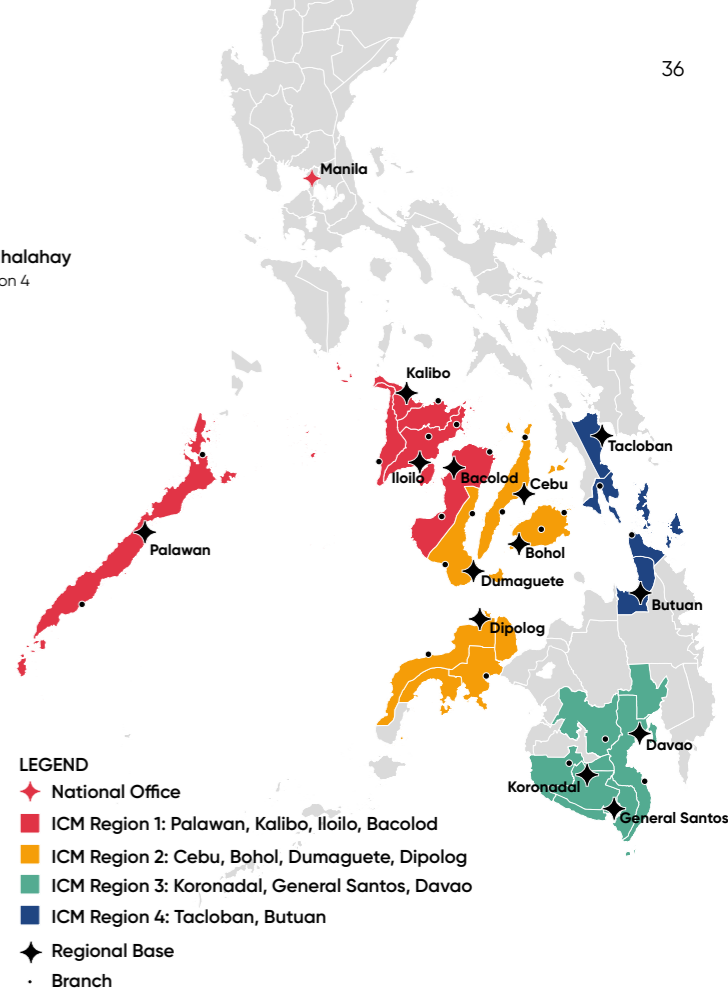 36
Manila
halahay
on 4
Kalibo
Tacloban
Iloilo
Bacolod
Cebu
Palawan
Bohol
Dumaguete
Butuan
Dipolog
Davao
Koronadal
General Santos
LEGEND
National Office
ICM Region 1: Palawan, Kalibo, Iloilo, Bacolod
ICM Region 2: Cebu, Bohol, Dumaguete, Dipolog
ICM Region 3: Koronadal, General Santos, Davao
ICM Region 4: Tacloban, Butuan
Regional Base
Branch